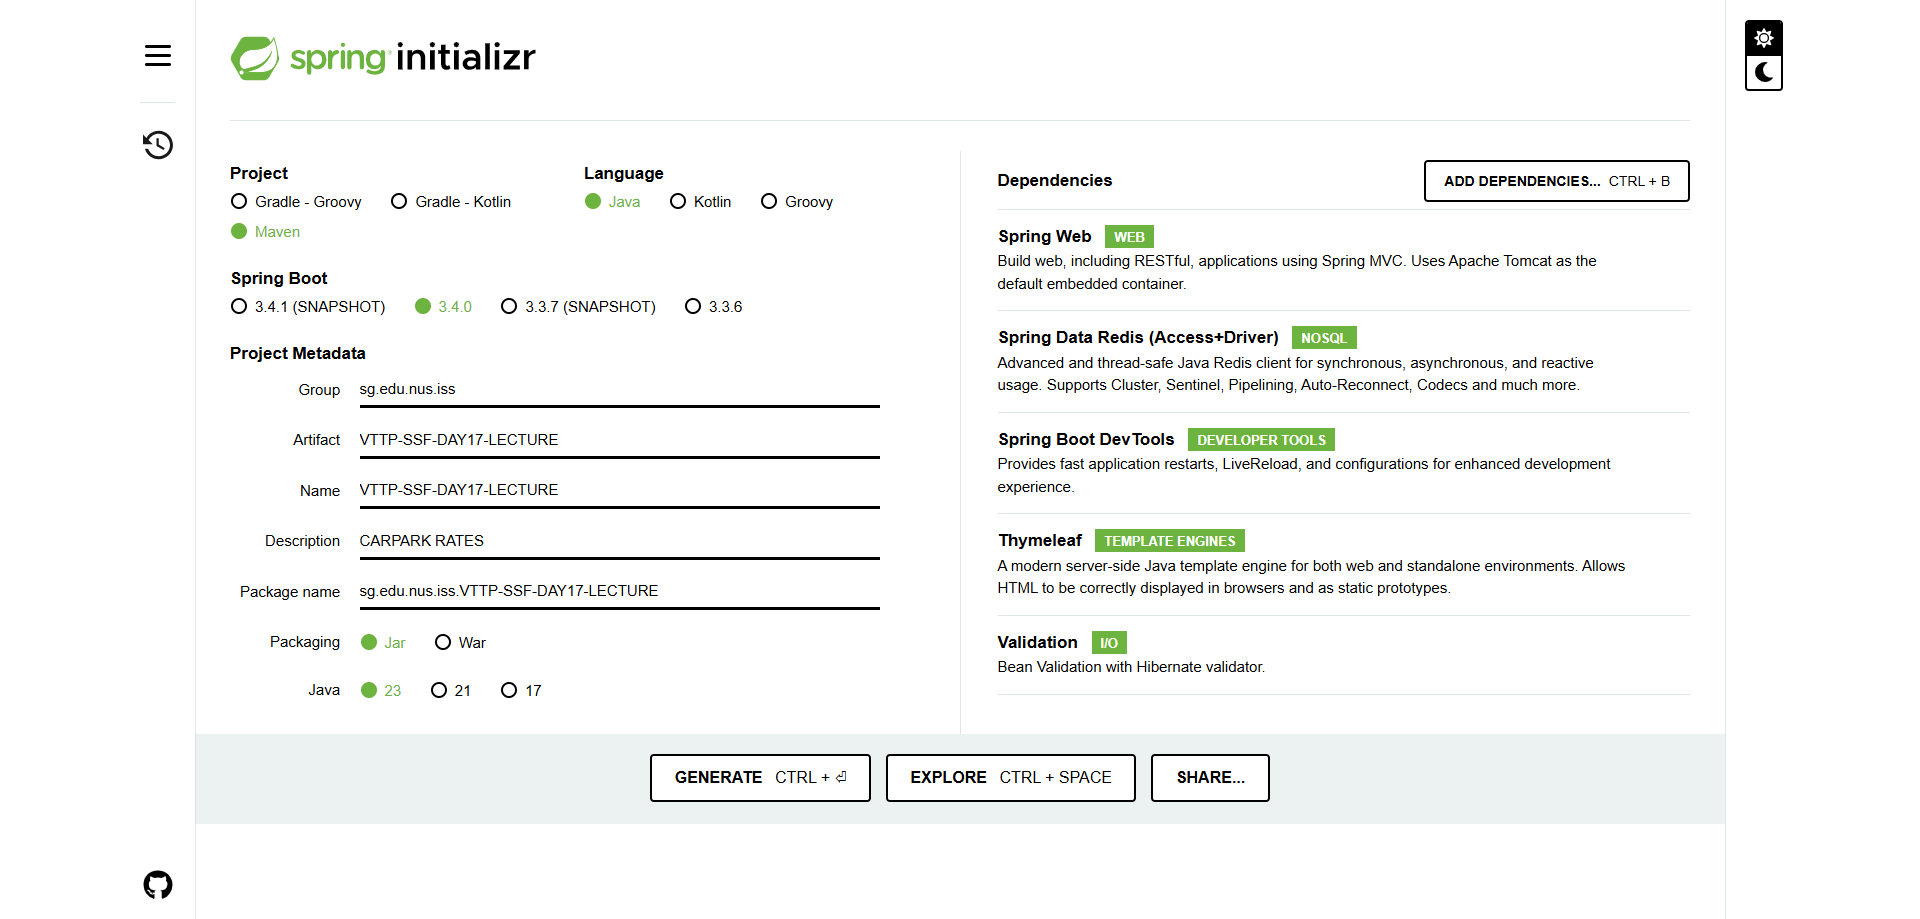 spring initializr
Project
Gradle - Groovy Gradle - Kotlin
Maven
Language
Java Kotlin Groovy
Spring Boot
3.4.1 (SNAPSHOT) 3.4.0 3.3.7 (SNAPSHOT) 3.3.6
Project Metadata
Group sg.edu.nus.iss
Artifact VTTP-SSF-DAY17-LECTURE
Name VTTP-SSF-DAY17-LECTURE
Description CARPARK RATES
Package name sg.edu.nus.iss.VTTP-SSF-DAY17-LECTURE
Packaging Jar War
Java 23 21 17
Dependencies ADD DEPENDENCIES... CTRL + B
Spring Web WEB
Build web, including RESTful, applications using Spring MVC. Uses Apache Tomcat as the
default embedded container.
Spring Data Redis (Access+Driver) NOSQL
Advanced and thread-safe Java Redis client for synchronous, asynchronous, and reactive
usage. Supports Cluster, Sentinel, Pipelining, Auto-Reconnect, Codecs and much more.
Spring Boot DevTools DEVELOPER TOOLS
Provides fast application restarts, LiveReload, and configurations for enhanced development
experience.
Thymeleaf TEMPLATE ENGINES
A modern server-side Java template engine for both web and standalone environments. Allows
HTML to be correctly displayed in browsers and as static prototypes.
Validation I/O
Bean Validation with Hibernate validator.
GENERATE CTRL + ⏎ EXPLORE CTRL + SPACE SHARE...